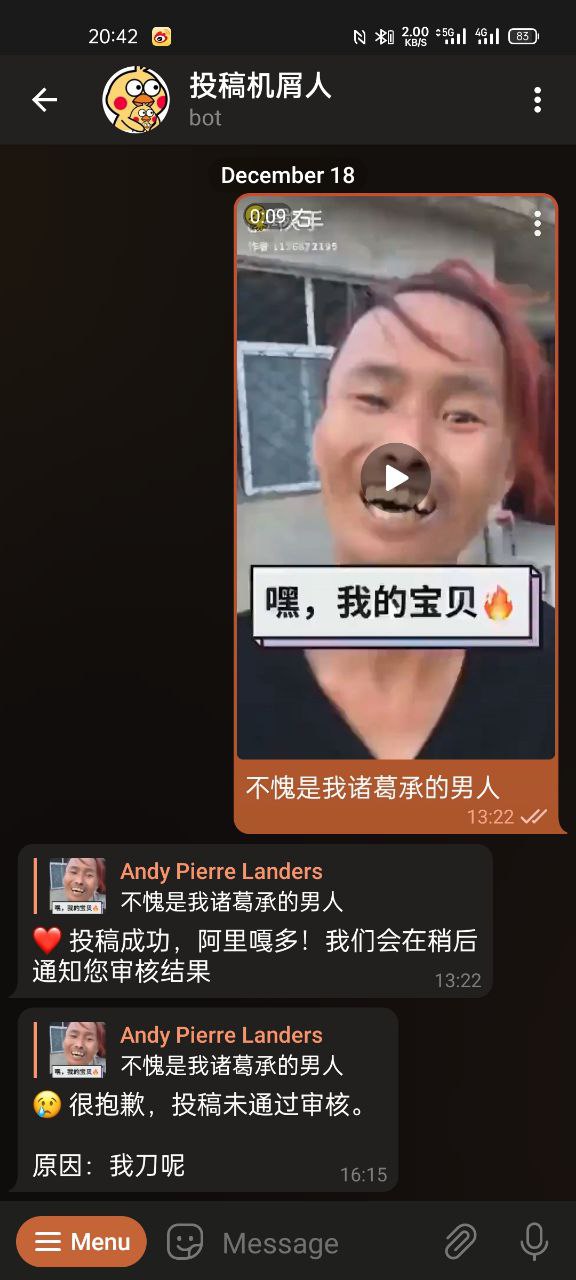 20:42
2.00
KB/S
5G
4G
83
投稿机屑人
bot
December 18
0:09
手
作者 1136872195
嘿，我的宝贝🔥
不愧是我诸葛承的男人
13:22
Andy Pierre Landers
不愧是我诸葛承的男人
❤️ 投稿成功，阿里嘎多！我们会在稍后
通知您审核结果
13:22
Andy Pierre Landers
不愧是我诸葛承的男人
😢 很抱歉，投稿未通过审核。
原因：我刀呢
16:15
Menu
Message